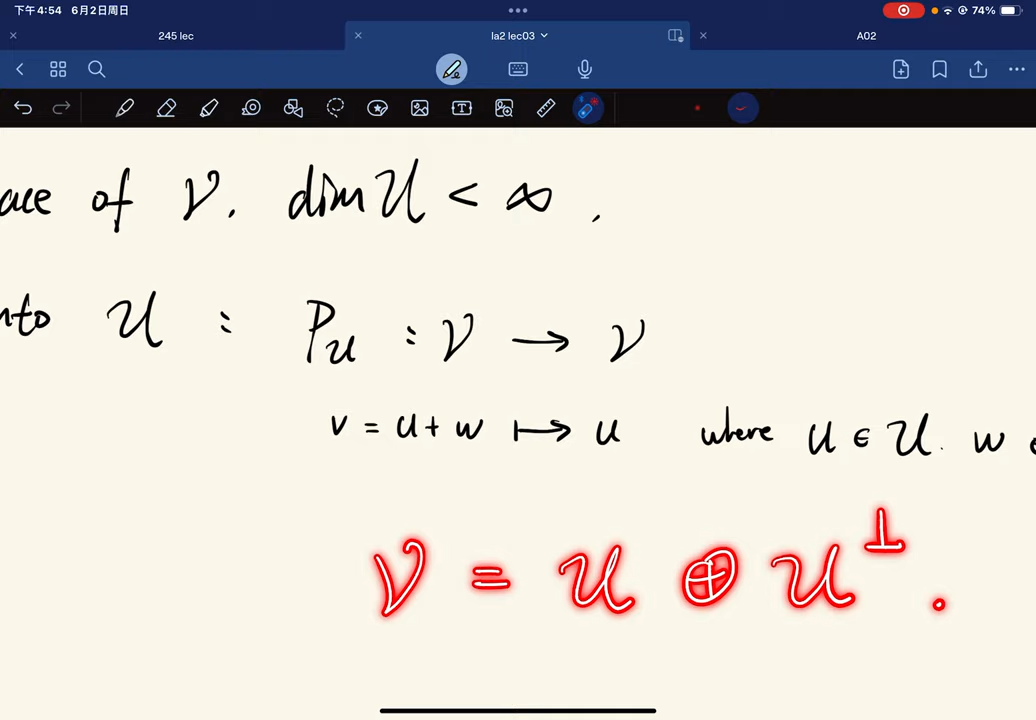 下午4:54 6月2日周日
74%
245 lec
la2 lec03
A02
ace of V. dim U < ∞ .
nto U : P_U : V → V
v = u + w ↦ u where u ∈ U. w
V = U ⊕ U^⊥ .